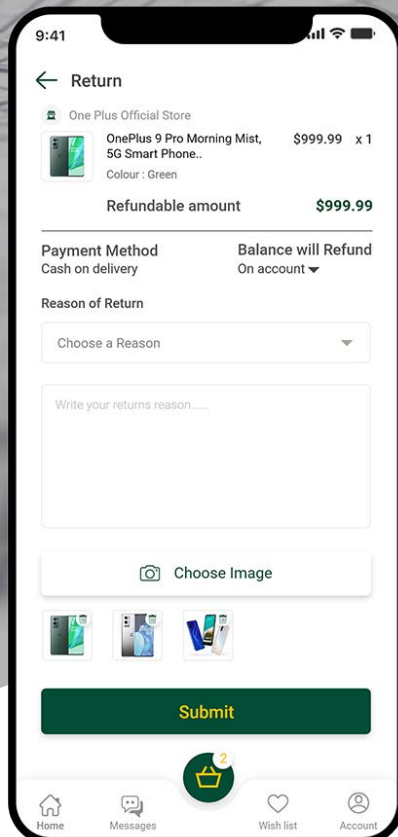 9:41
Return
One Plus Official Store
OnePlus 9 Pro Morning Mist, $999.99 x 1
5G Smart Phone..
Colour : Green
Refundable amount $999.99
Payment Method Balance will Refund
Cash on delivery On account
Reason of Return
Choose a Reason
Write your returns reason......
Choose Image
Submit
2
Home Messages Wish list Account